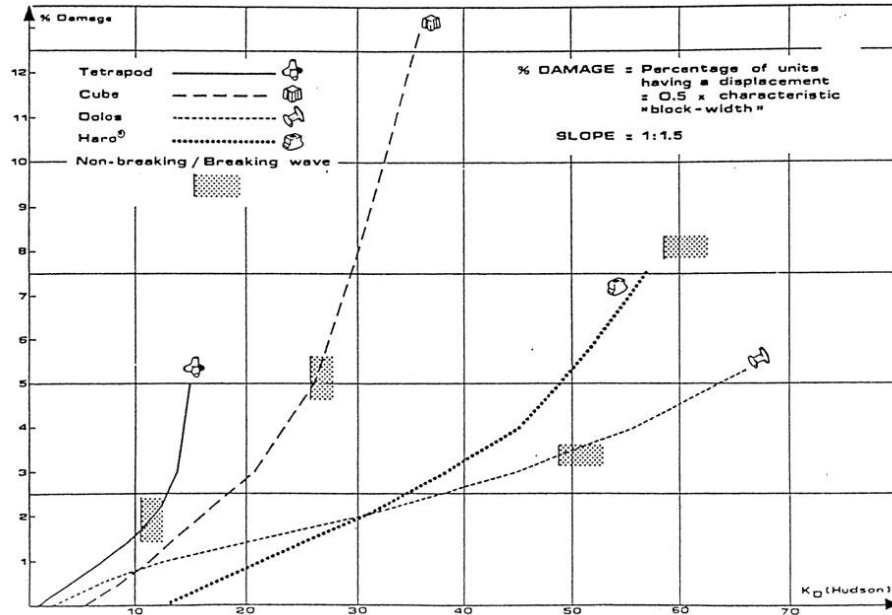 % Damage
Tetrapod
Cube
Dolos
Haro®
Non-breaking / Breaking wave
% DAMAGE = Percentage of units
having a displacement
= 0.5 x characteristic
"block-width"
SLOPE = 1:1.5
12
11
10
9
8
7
6
5
4
3
2
1
10
20
30
40
50
60
70
KD (Hudson)